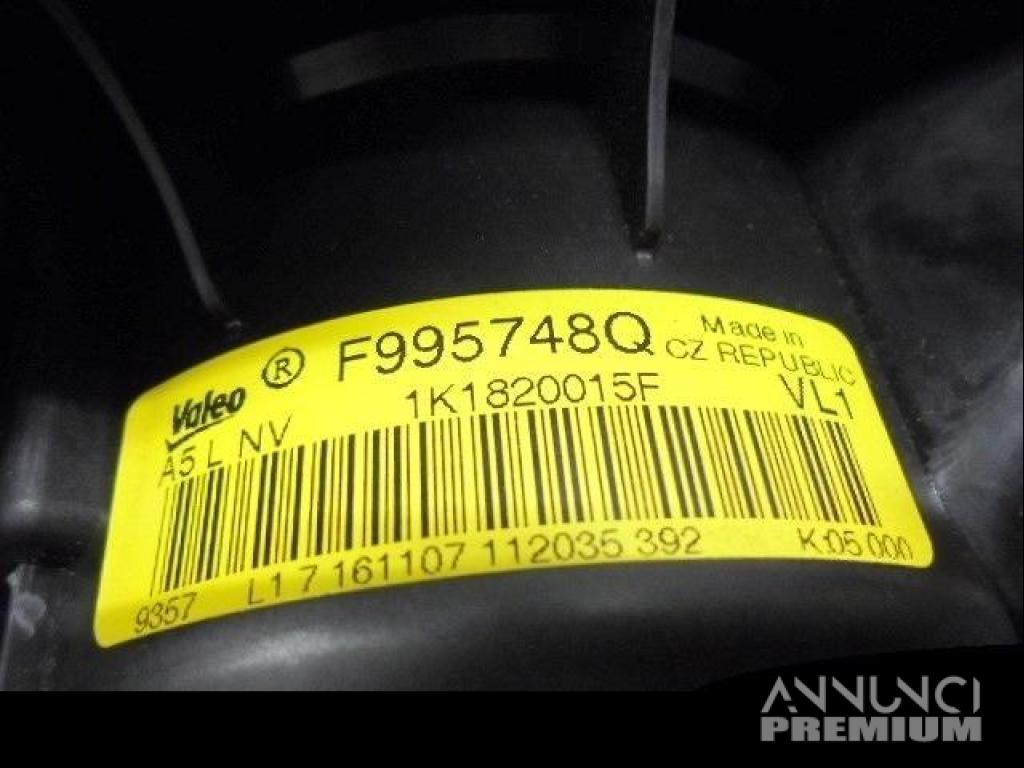 Valeo ® F995748Q Made in
CZ REPUBLIC
1K1820015F VL1
A5 L NV
9357 L1 7 161107 112035 392 K:05 000
ANNUNCI
PREMIUM